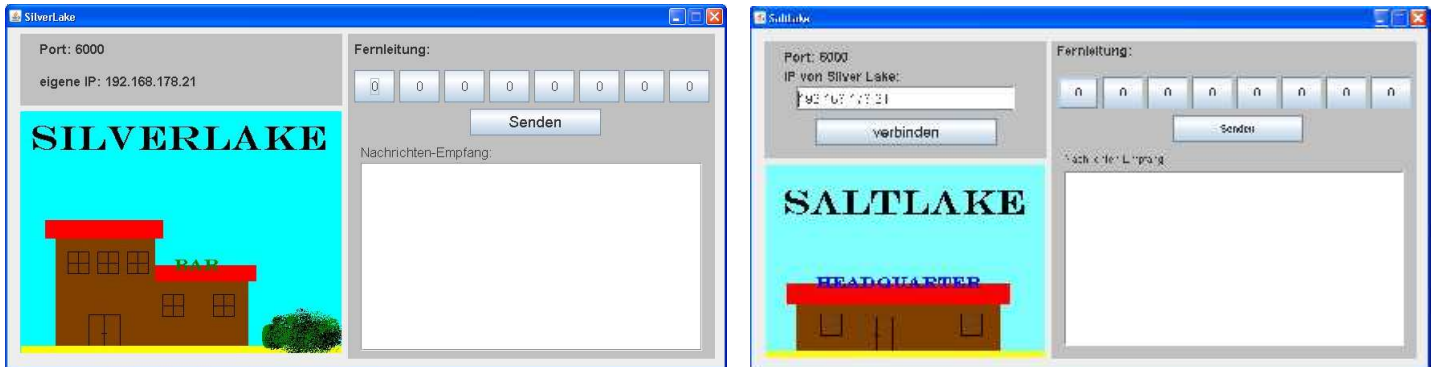 SilverLake
Port: 6000
eigene IP: 192.168.178.21
SILVERLAKE
BAR
Fernleitung:
0 0 0 0 0 0 0 0
Senden
Nachrichten-Empfang:
SaltLake
Port: 6000
IP von Silver Lake:
verbinden
SALTLAKE
HEADQUARTER
Fernleitung:
0 0 0 0 0 0 0 0
Senden